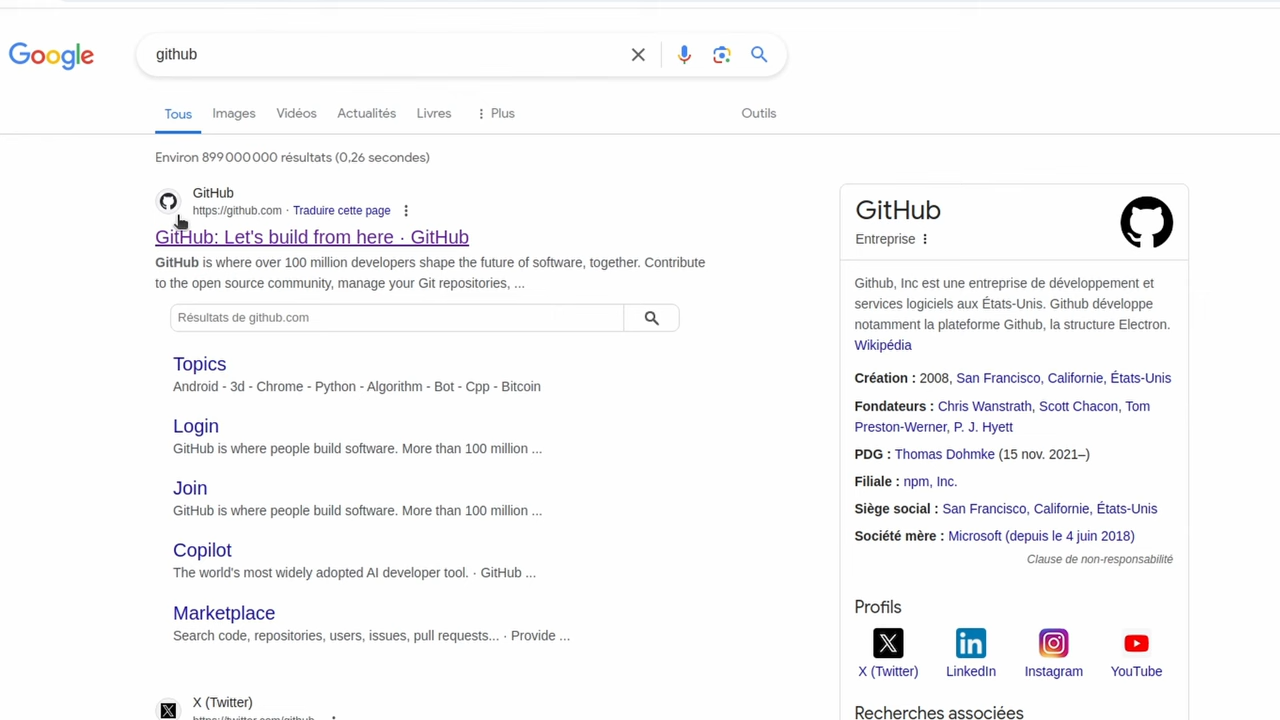 Google
github
Tous
Images
Vidéos
Actualités
Livres
Plus
Outils
Environ 899 000 000 résultats (0,26 secondes)
GitHub
https://github.com · Traduire cette page
GitHub: Let's build from here · GitHub
GitHub is where over 100 million developers shape the future of software, together. Contribute
to the open source community, manage your Git repositories, ...
Résultats de github.com
Topics
Android - 3d - Chrome - Python - Algorithm - Bot - Cpp - Bitcoin
Login
GitHub is where people build software. More than 100 million ...
Join
GitHub is where people build software. More than 100 million ...
Copilot
The world's most widely adopted AI developer tool. · GitHub ...
Marketplace
Search code, repositories, users, issues, pull requests... · Provide ...
X (Twitter)
https://twitter.com/github
GitHub
Entreprise
Github, Inc est une entreprise de développement et
services logiciels aux États-Unis. Github développe
notamment la plateforme Github, la structure Electron.
Wikipédia
Création : 2008, San Francisco, Californie, États-Unis
Fondateurs : Chris Wanstrath, Scott Chacon, Tom
Preston-Werner, P. J. Hyett
PDG : Thomas Dohmke (15 nov. 2021–)
Filiale : npm, Inc.
Siège social : San Francisco, Californie, États-Unis
Société mère : Microsoft (depuis le 4 juin 2018)
Clause de non-responsabilité
Profils
X (Twitter)
LinkedIn
Instagram
YouTube
Recherches associées